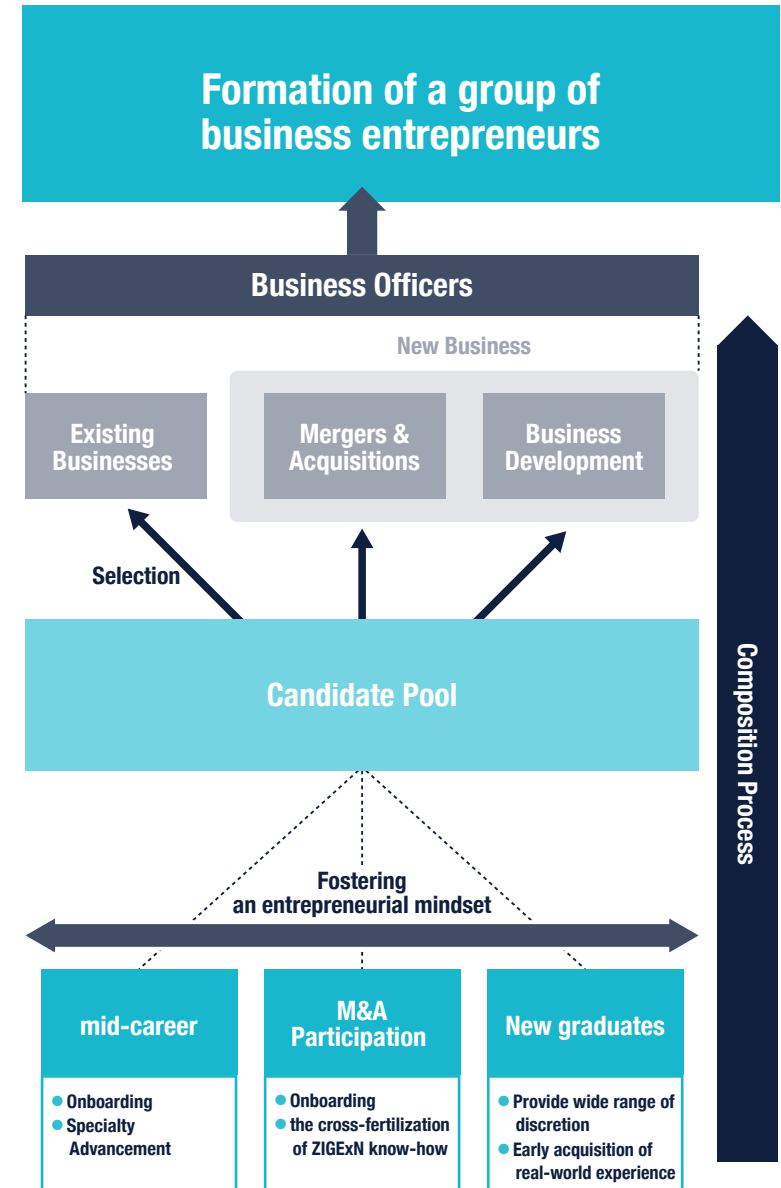 Formation of a group of
business entrepreneurs
Business Officers
New Business
Existing
Businesses
Mergers &
Acquisitions
Business
Development
Selection
Candidate Pool
Composition Process
Fostering
an entrepreneurial mindset
mid-career
M&A
Participation
New graduates
● Onboarding
● Specialty
Advancement
● Onboarding
● the cross-fertilization
of ZIGExN know-how
● Provide wide range of
discretion
● Early acquisition of
real-world experience